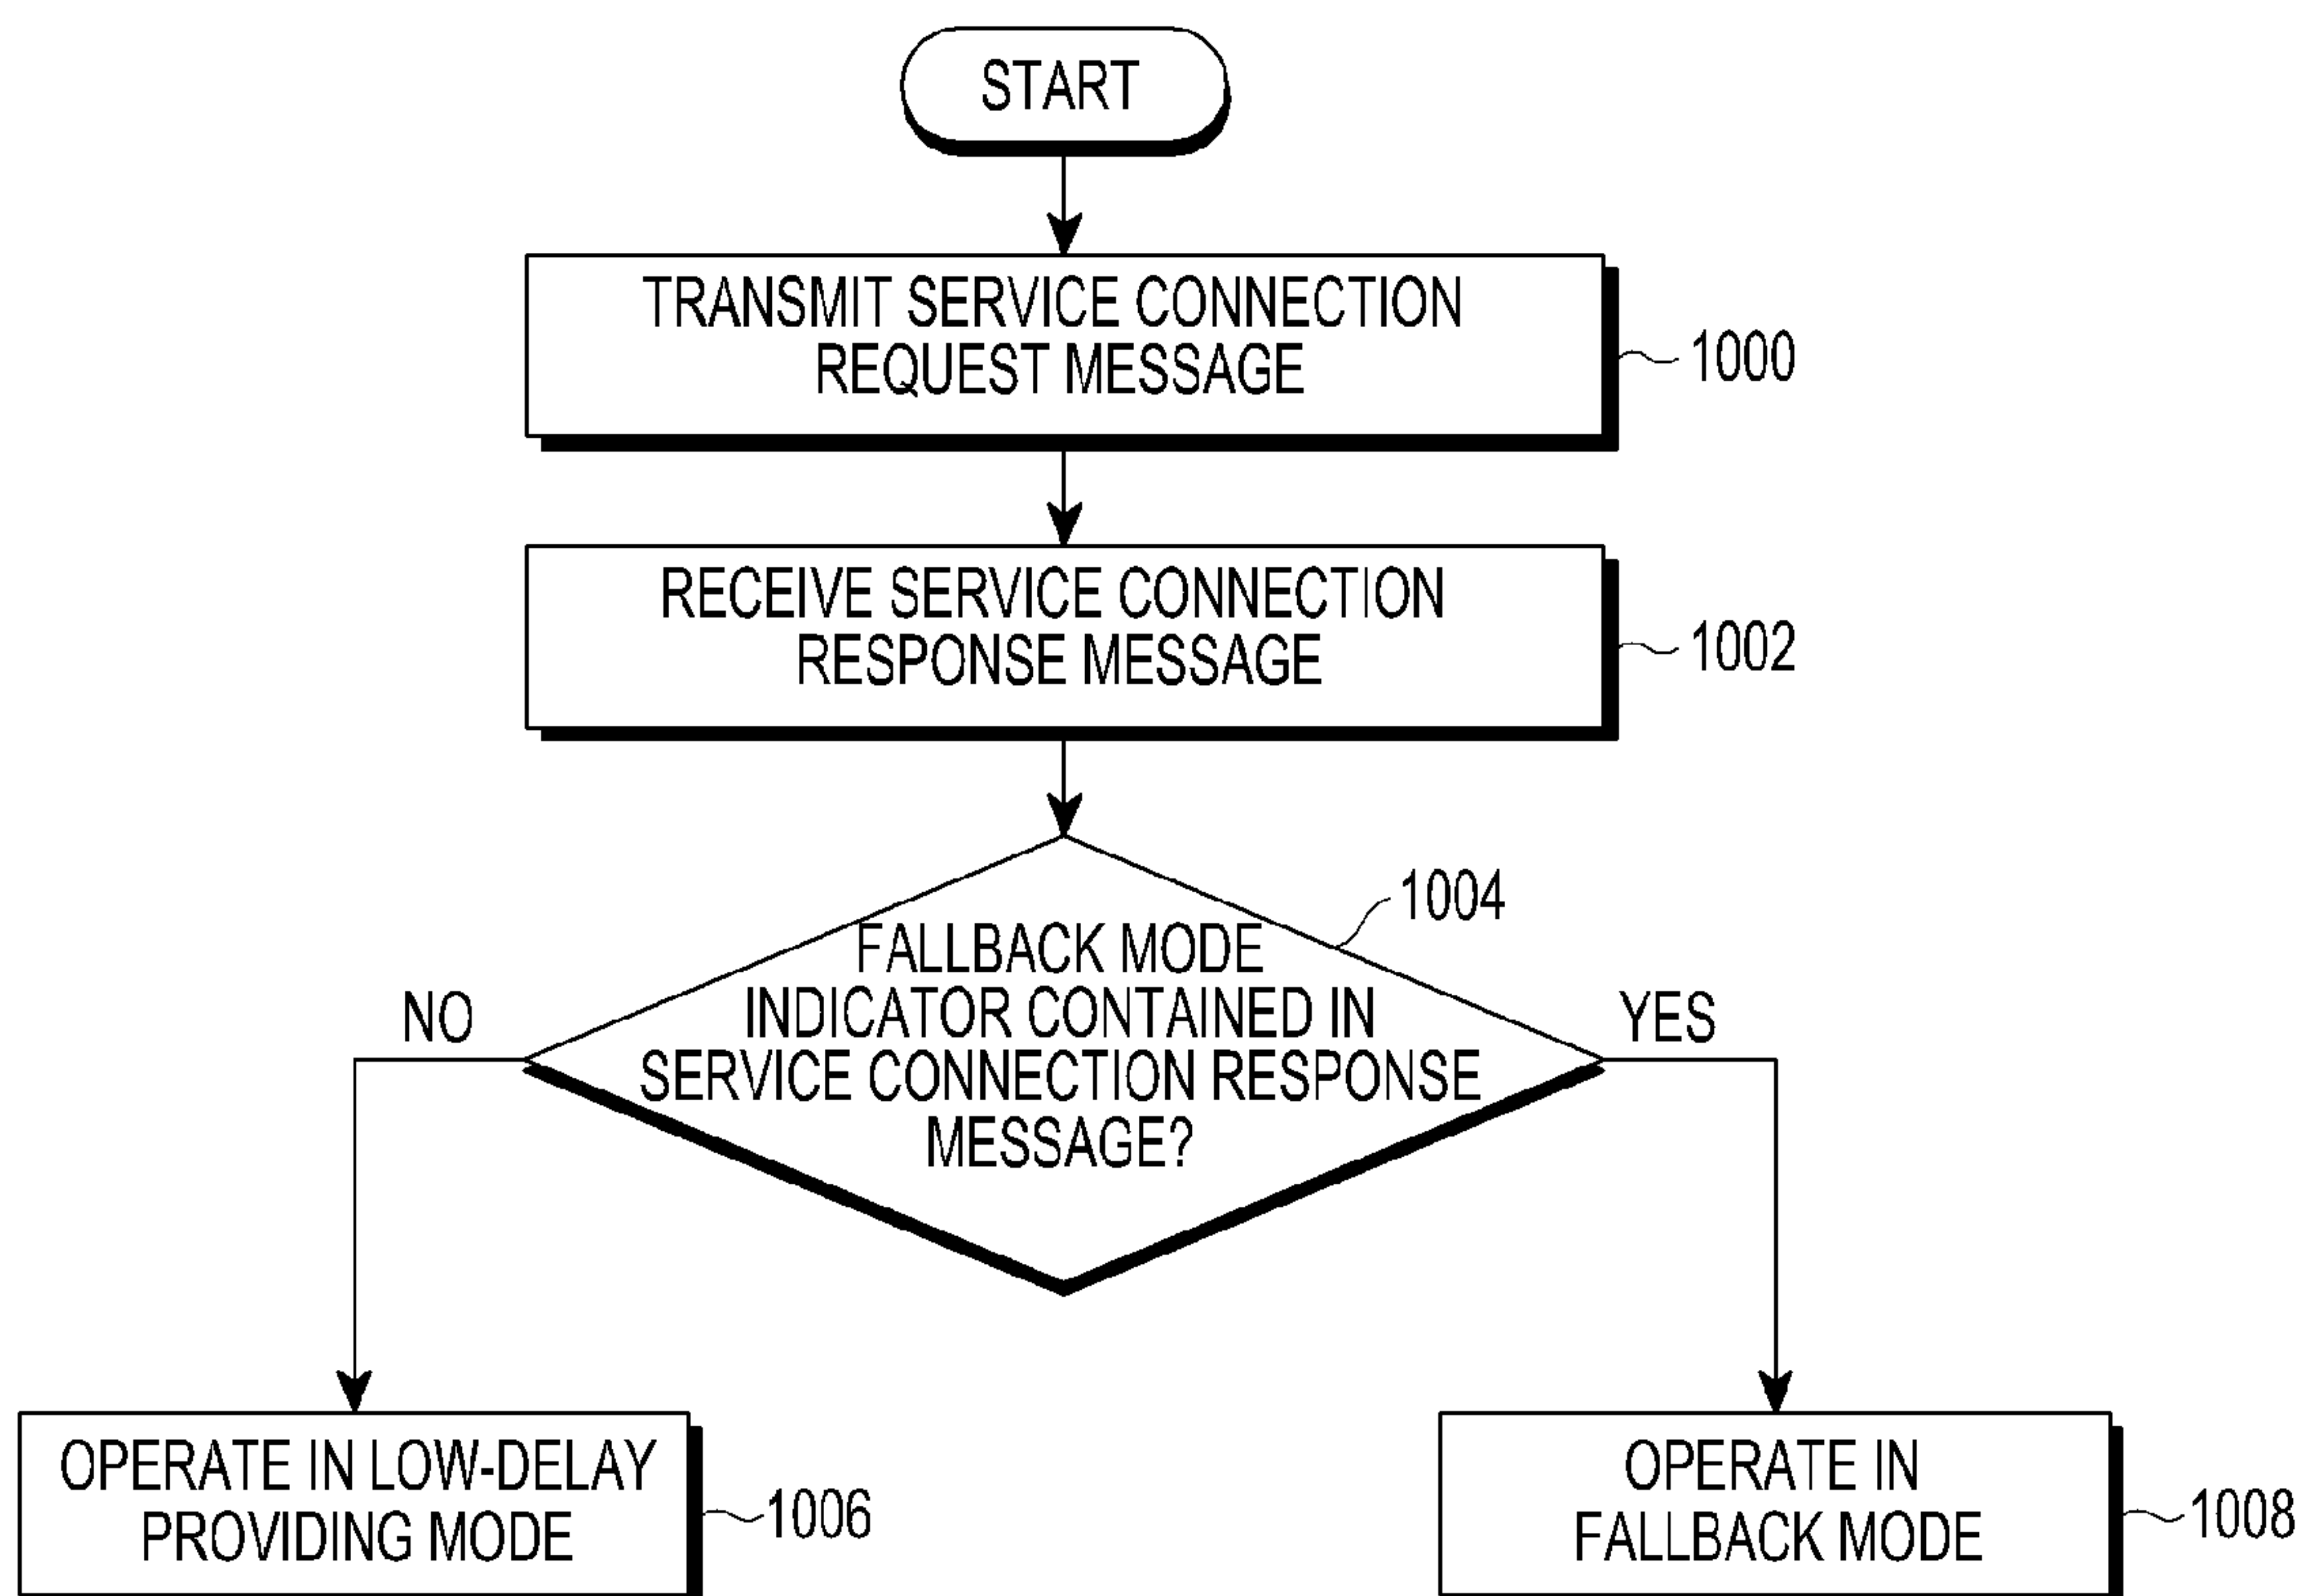 START
TRANSMIT SERVICE CONNECTION
REQUEST MESSAGE
1000
RECEIVE SERVICE CONNECTION
RESPONSE MESSAGE
1002
1004
FALLBACK MODE
INDICATOR CONTAINED IN
SERVICE CONNECTION RESPONSE
MESSAGE?
NO
YES
OPERATE IN LOW-DELAY
PROVIDING MODE
1006
OPERATE IN
FALLBACK MODE
1008